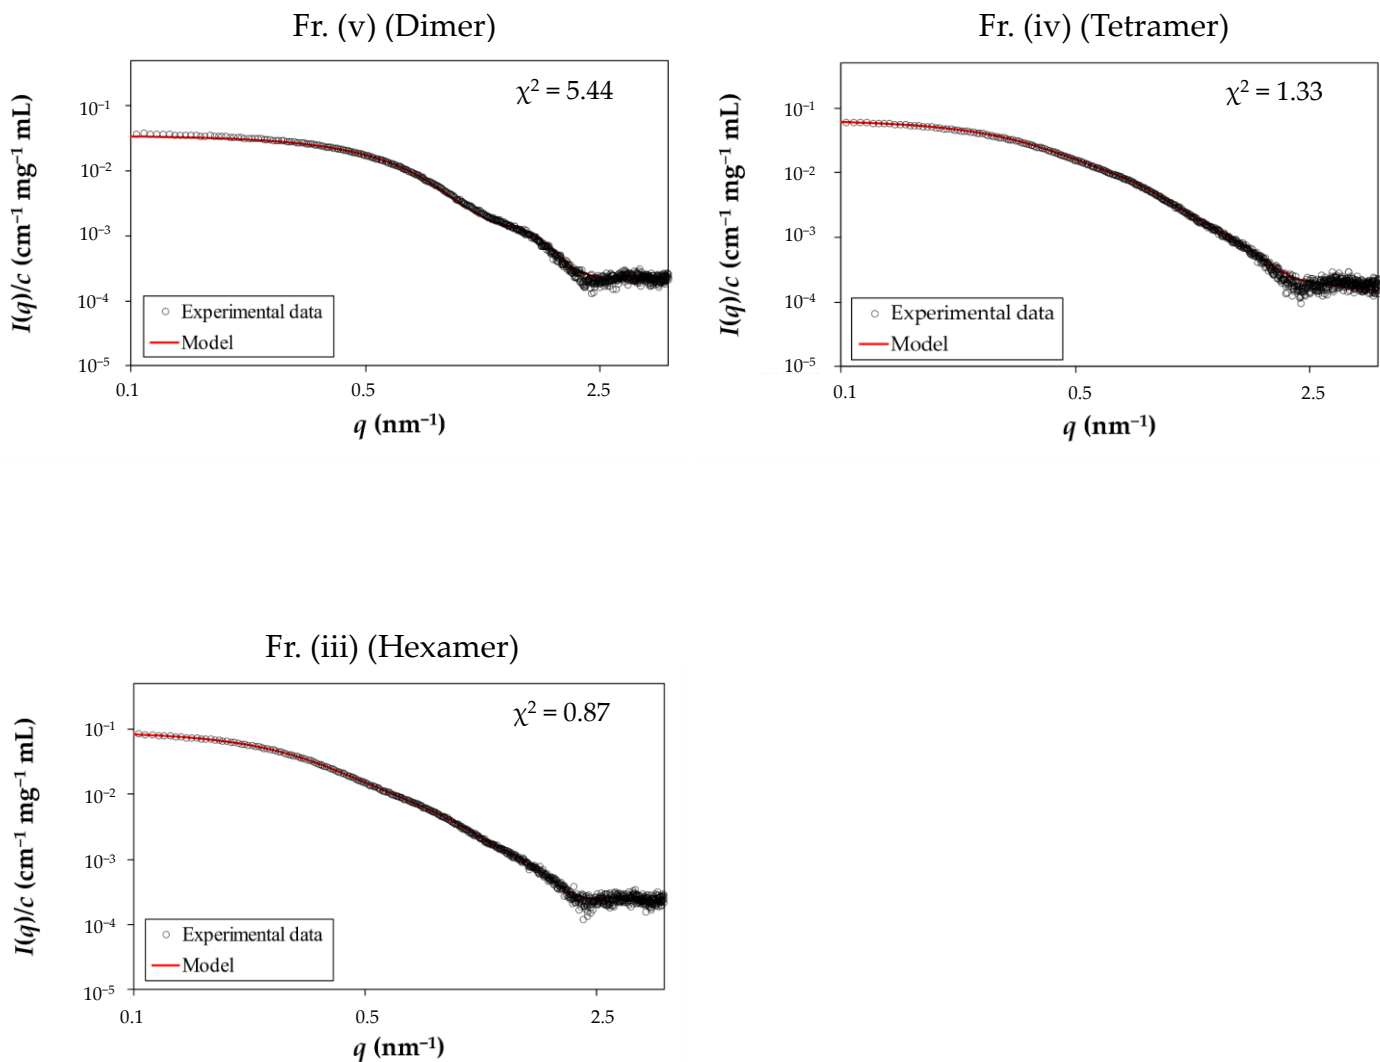 Fr. (v) (Dimer)
χ² = 5.44
I(q)/c (cm⁻¹ mg⁻¹ mL)
10⁻¹
10⁻²
10⁻³
10⁻⁴
10⁻⁵
Experimental data
Model
0.1
0.5
2.5
q (nm⁻¹)
Fr. (iv) (Tetramer)
χ² = 1.33
I(q)/c (cm⁻¹ mg⁻¹ mL)
10⁻¹
10⁻²
10⁻³
10⁻⁴
10⁻⁵
Experimental data
Model
0.1
0.5
2.5
q (nm⁻¹)
Fr. (iii) (Hexamer)
χ² = 0.87
I(q)/c (cm⁻¹ mg⁻¹ mL)
10⁻¹
10⁻²
10⁻³
10⁻⁴
10⁻⁵
Experimental data
Model
0.1
0.5
2.5
q (nm⁻¹)